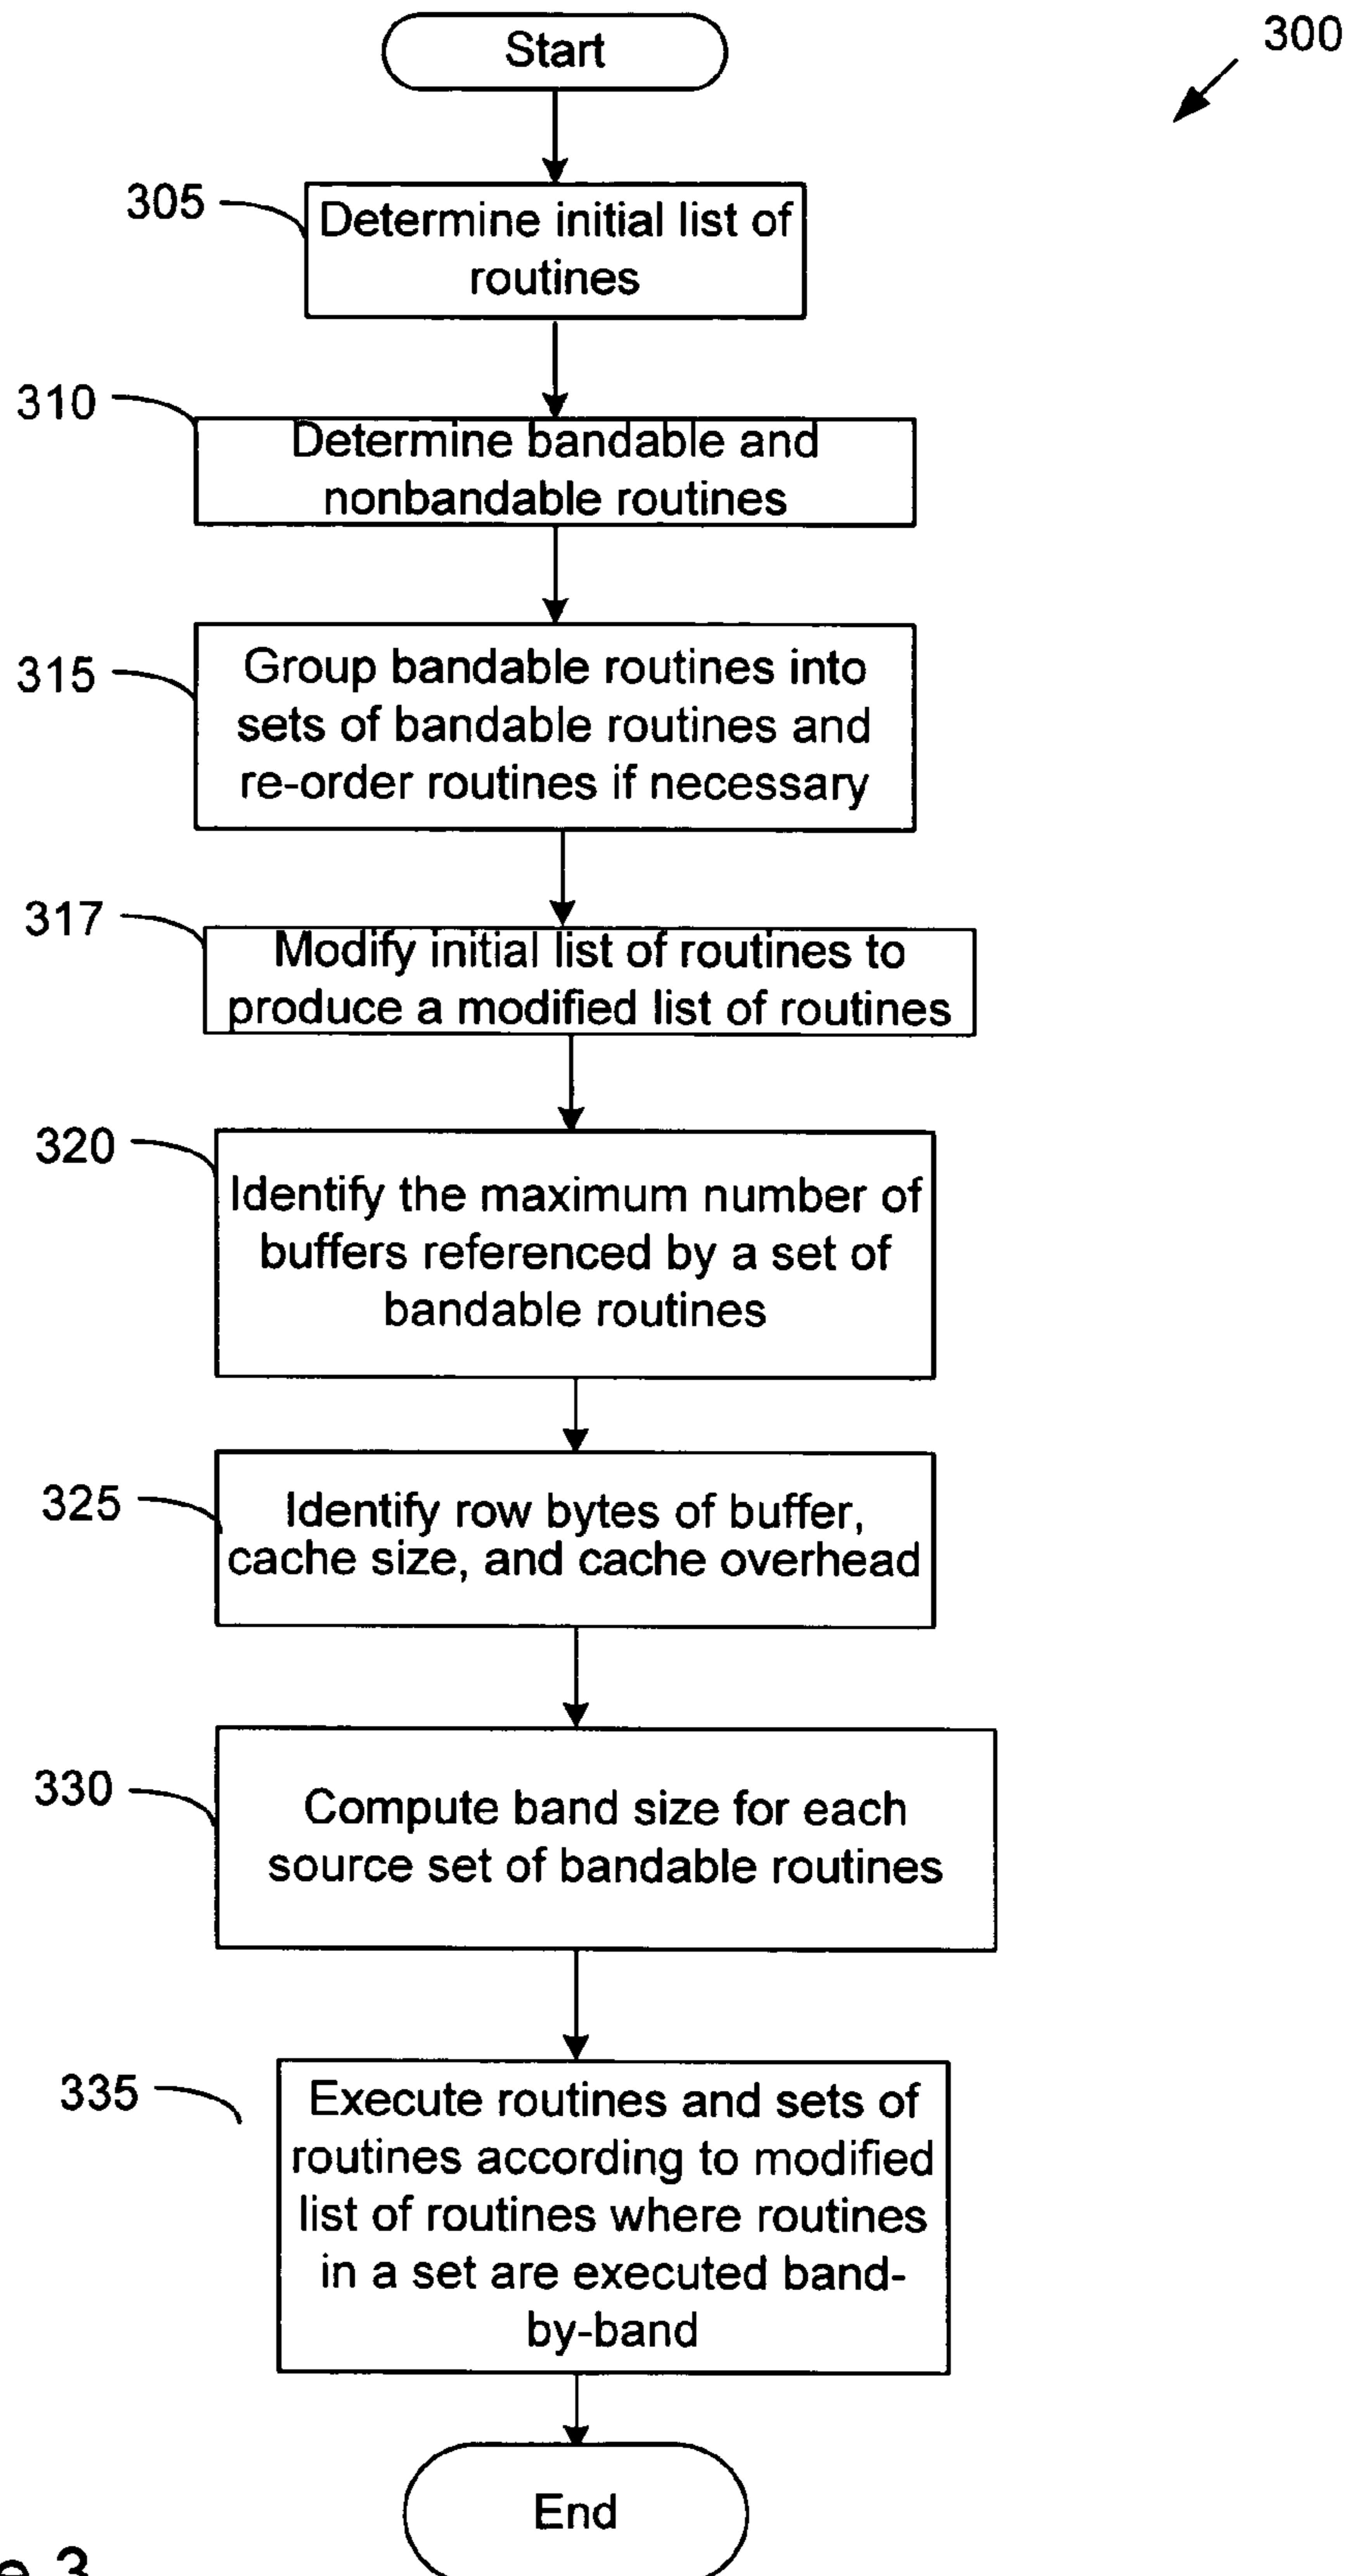 Start
300
305
Determine initial list of
routines
310
Determine bandable and
nonbandable routines
315
Group bandable routines into
sets of bandable routines and
re-order routines if necessary
317
Modify initial list of routines to
produce a modified list of routines
320
Identify the maximum number of
buffers referenced by a set of
bandable routines
325
Identify row bytes of buffer,
cache size, and cache overhead
330
Compute band size for each
source set of bandable routines
335
Execute routines and sets of
routines according to modified
list of routines where routines
in a set are executed band-
by-band
End
e 3